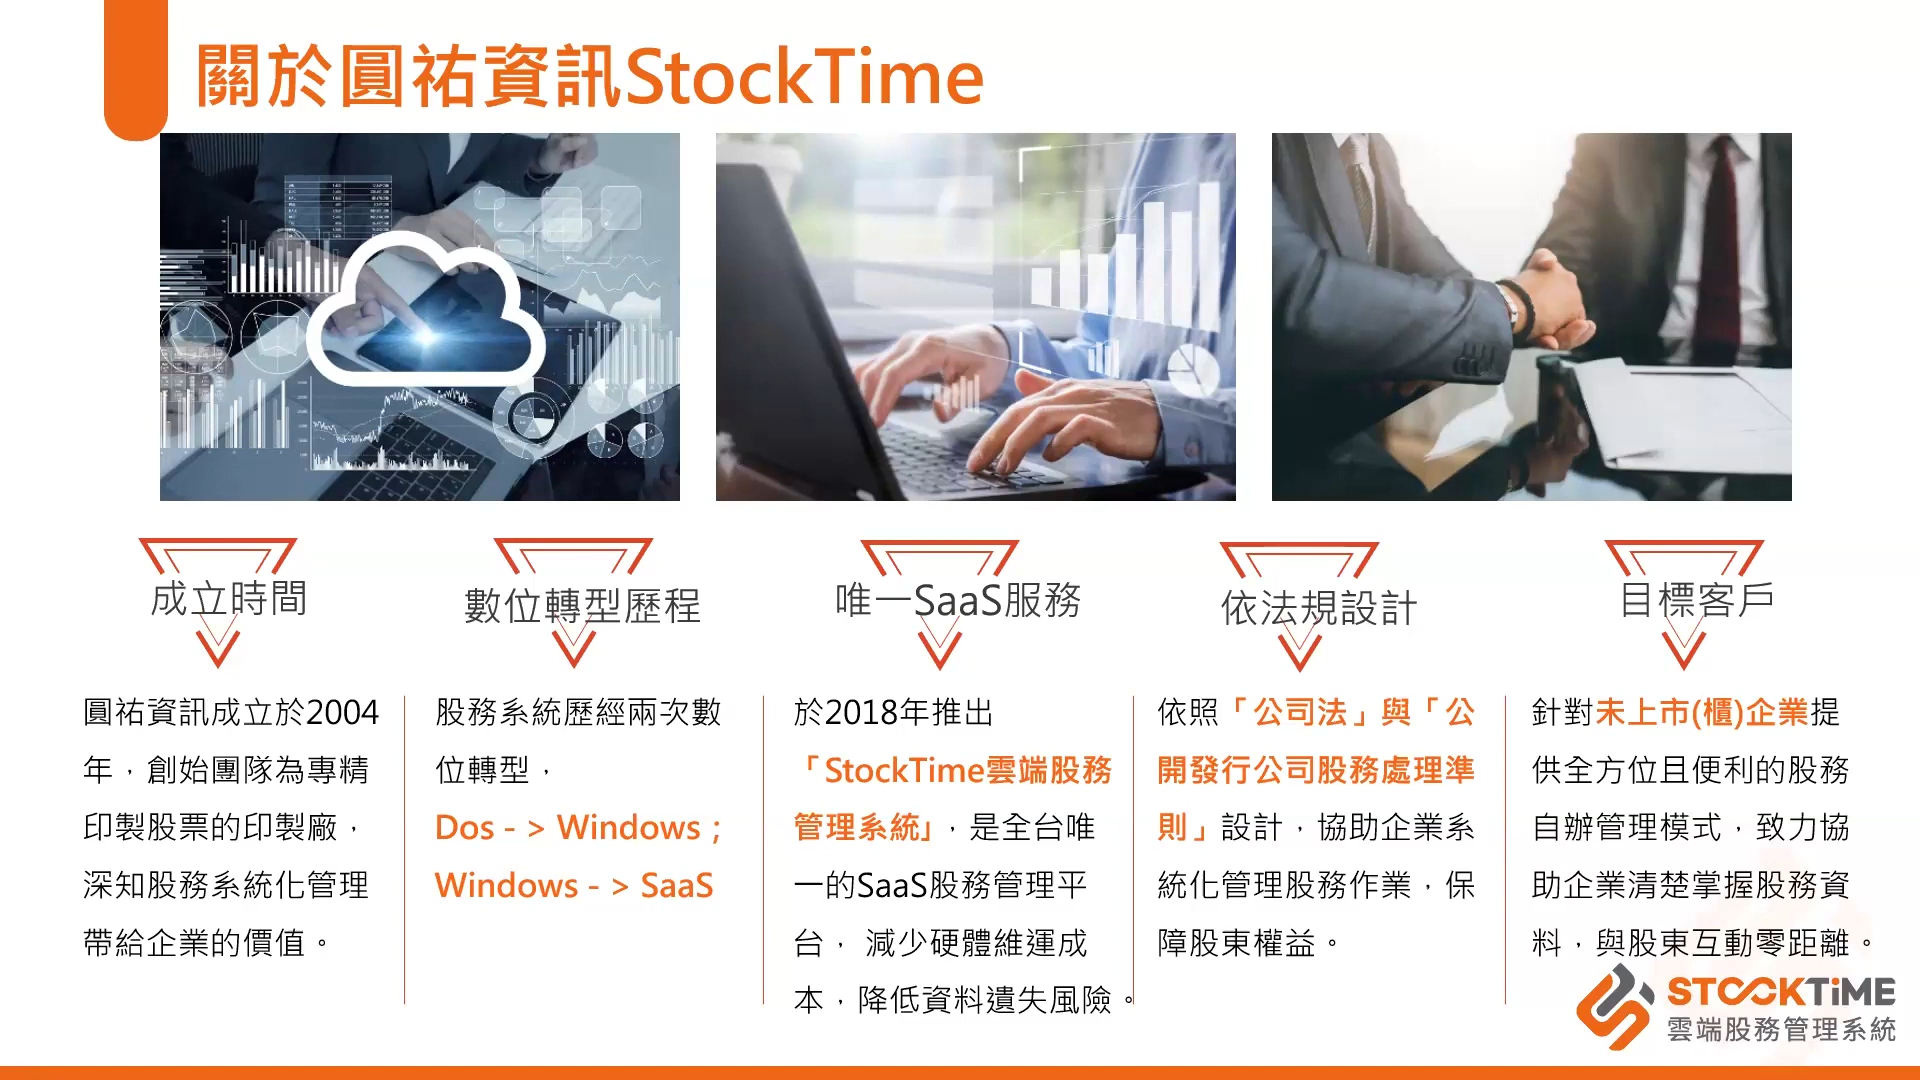 關於圓祐資訊StockTime
成立時間
圓祐資訊成立於2004
年，創始團隊為專精
印製股票的印製廠，
深知股務系統化管理
帶給企業的價值。
數位轉型歷程
股務系統歷經兩次數
位轉型，
Dos - > Windows；
Windows - > SaaS
唯一SaaS服務
於2018年推出
「StockTime雲端股務
管理系統」，是全台唯
一的SaaS股務管理平
台， 減少硬體維運成
本，降低資料遺失風險。
依法規設計
依照「公司法」與「公
開發行公司股務處理準
則」設計，協助企業系
統化管理股務作業，保
障股東權益。
目標客戶
針對未上市(櫃)企業提
供全方位且便利的股務
自辦管理模式，致力協
助企業清楚掌握股務資
料，與股東互動零距離。
STOCKTiME
雲端股務管理系統